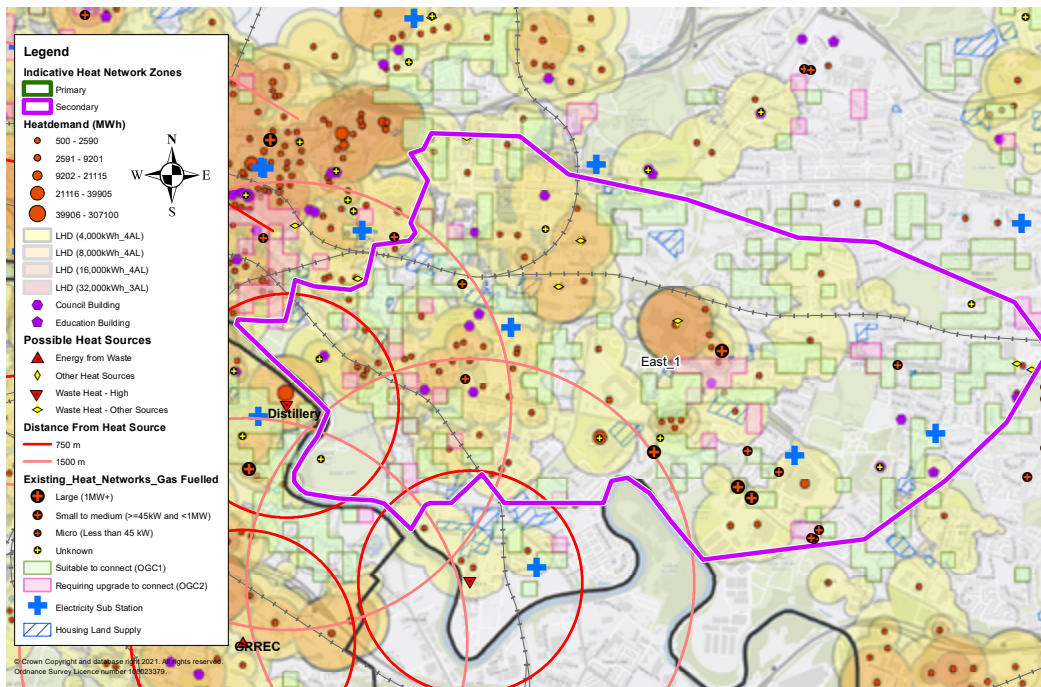 Legend
Indicative Heat Network Zones
Primary
Secondary
Heatdemand (MWh)
500 - 2590
2591 - 9201
9202 - 21115
21116 - 39905
39906 - 307100
N
W
E
S
LHD (4,000kWh_4AL)
LHD (8,000kWh_4AL)
LHD (16,000kWh_4AL)
LHD (32,000kWh_3AL)
Council Building
Education Building
Possible Heat Sources
Energy from Waste
Other Heat Sources
Waste Heat - High
Waste Heat - Other Sources
Distance From Heat Source
750 m
1500 m
Existing_Heat_Networks_Gas Fuelled
Large (1MW+)
Small to medium (>=45kW and <1MW)
Micro (Less than 45 kW)
Unknown
Suitable to connect (OGC1)
Requiring upgrade to connect (OGC2)
Electricity Sub Station
Housing Land Supply
East_1
Distillery
GRREC
© Crown Copyright and database right 2021. All rights reserved.
Ordnance Survey Licence number 100023379.